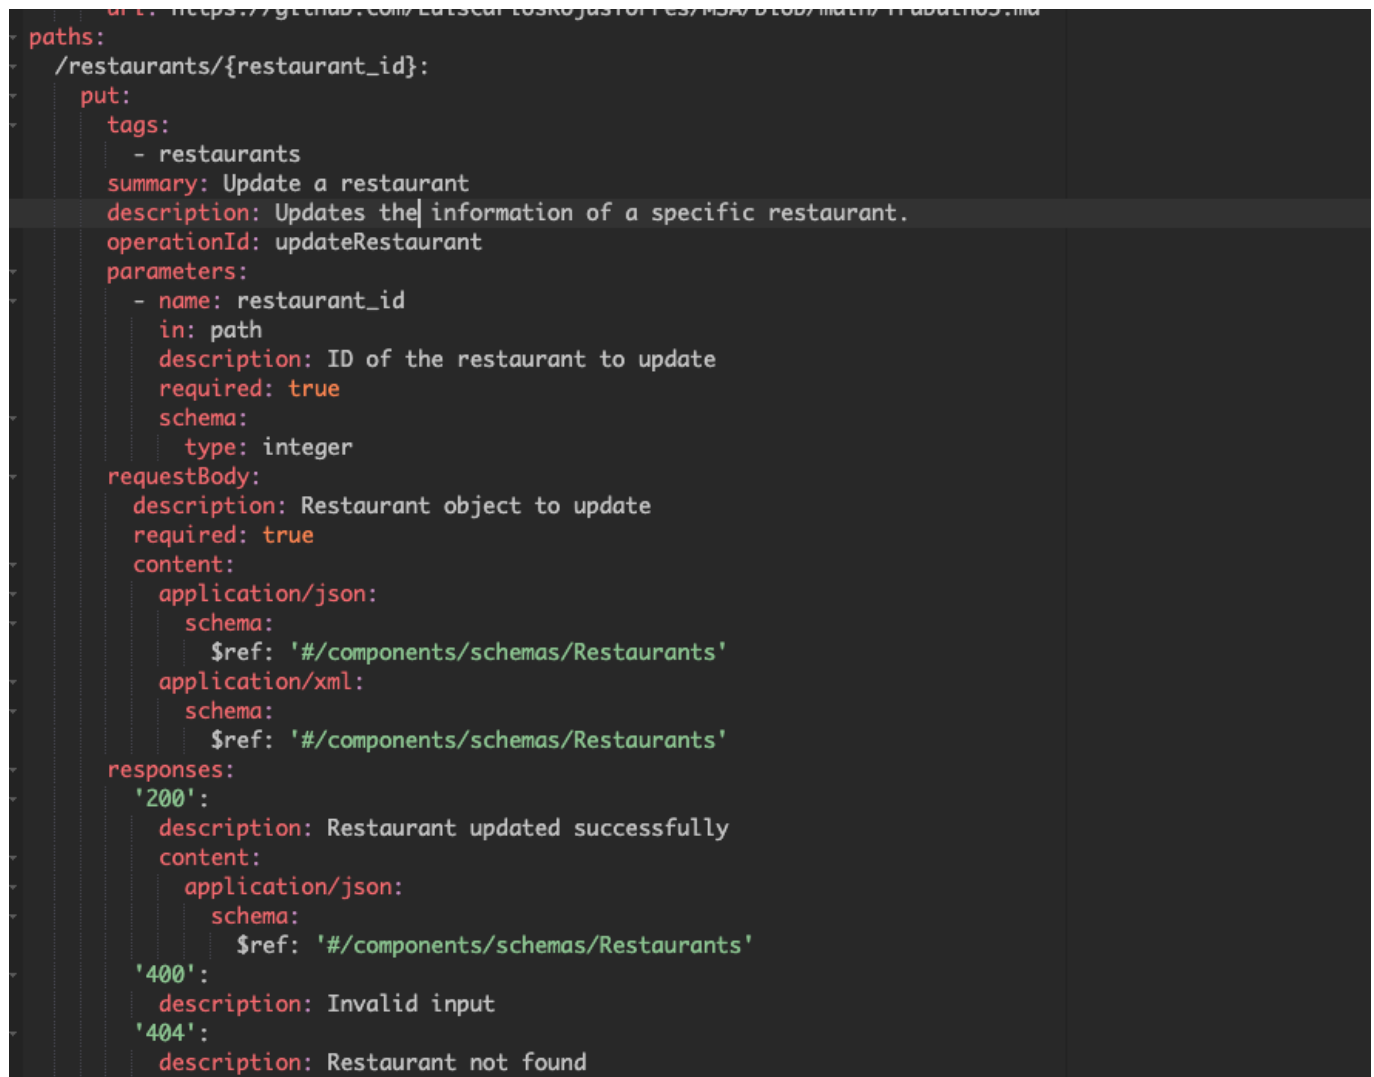 paths:
  /restaurants/{restaurant_id}:
    put:
      tags:
        - restaurants
      summary: Update a restaurant
      description: Updates the information of a specific restaurant.
      operationId: updateRestaurant
      parameters:
        - name: restaurant_id
          in: path
          description: ID of the restaurant to update
          required: true
          schema:
            type: integer
      requestBody:
        description: Restaurant object to update
        required: true
        content:
          application/json:
            schema:
              $ref: '#/components/schemas/Restaurants'
          application/xml:
            schema:
              $ref: '#/components/schemas/Restaurants'
      responses:
        '200':
          description: Restaurant updated successfully
          content:
            application/json:
              schema:
                $ref: '#/components/schemas/Restaurants'
        '400':
          description: Invalid input
        '404':
          description: Restaurant not found